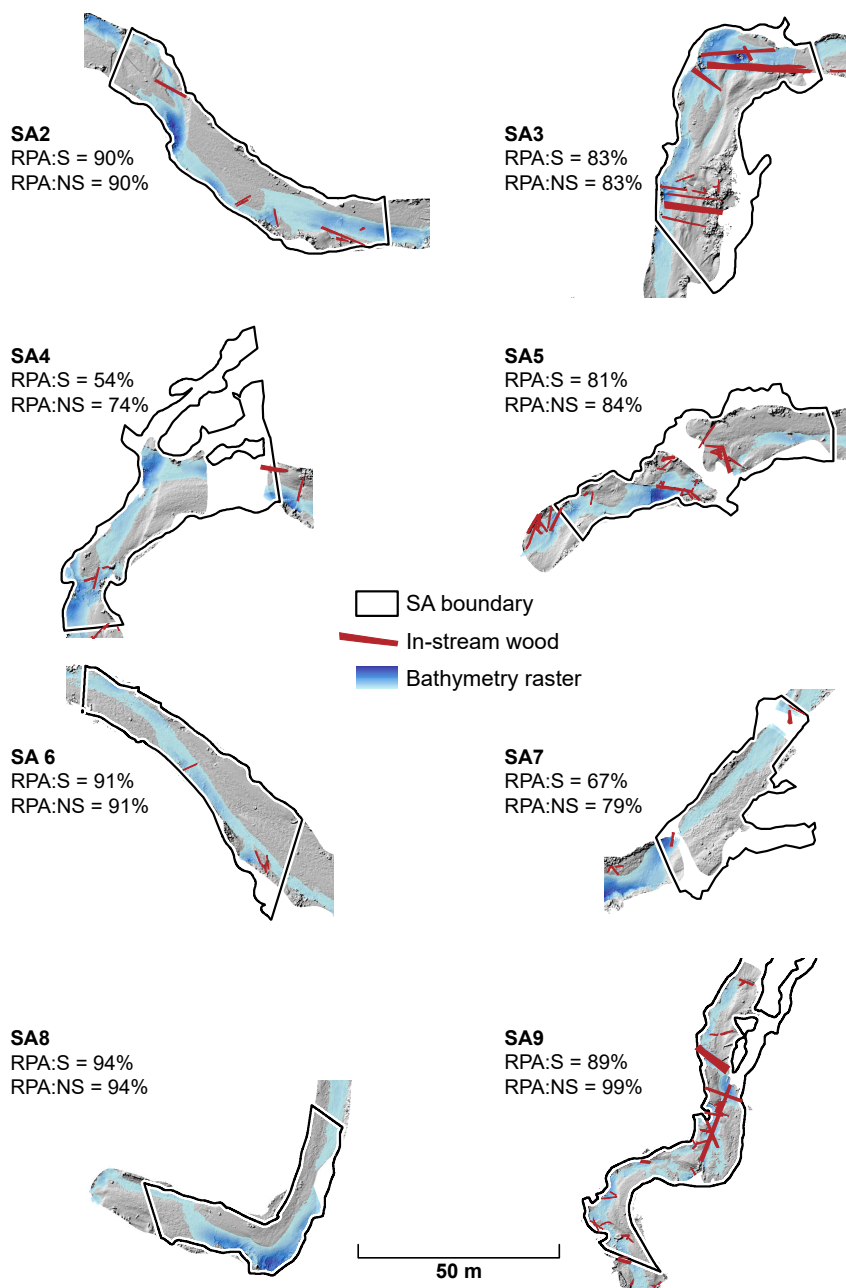 SA2
RPA:S = 90%
RPA:NS = 90%
SA3
RPA:S = 83%
RPA:NS = 83%
SA4
RPA:S = 54%
RPA:NS = 74%
SA5
RPA:S = 81%
RPA:NS = 84%
SA boundary
In-stream wood
Bathymetry raster
SA 6
RPA:S = 91%
RPA:NS = 91%
SA7
RPA:S = 67%
RPA:NS = 79%
SA8
RPA:S = 94%
RPA:NS = 94%
SA9
RPA:S = 89%
RPA:NS = 99%
50 m